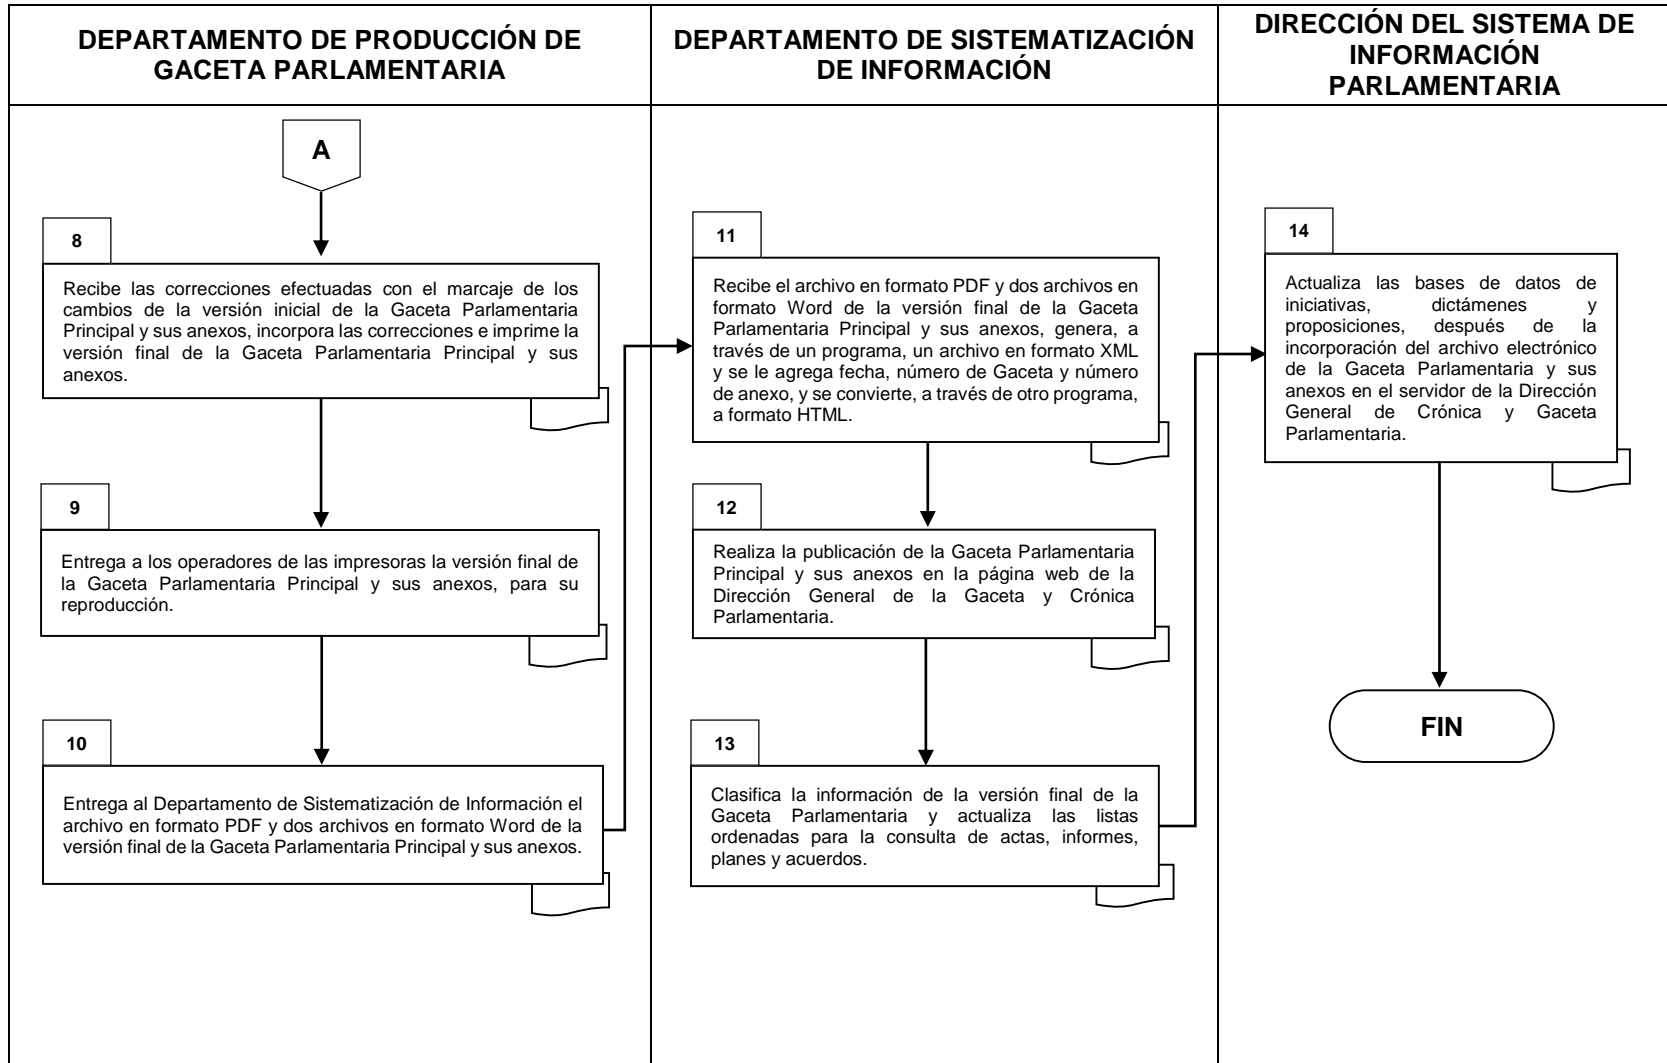 DEPARTAMENTO DE PRODUCCIÓN DE
GACETA PARLAMENTARIA
DEPARTAMENTO DE SISTEMATIZACIÓN
DE INFORMACIÓN
DIRECCIÓN DEL SISTEMA DE
INFORMACIÓN
PARLAMENTARIA
A
8
Recibe las correcciones efectuadas con el marcaje de los
cambios de la versión inicial de la Gaceta Parlamentaria
Principal y sus anexos, incorpora las correcciones e imprime la
versión final de la Gaceta Parlamentaria Principal y sus
anexos.
9
Entrega a los operadores de las impresoras la versión final de
la Gaceta Parlamentaria Principal y sus anexos, para su
reproducción.
10
Entrega al Departamento de Sistematización de Información el
archivo en formato PDF y dos archivos en formato Word de la
versión final de la Gaceta Parlamentaria Principal y sus anexos.
11
Recibe el archivo en formato PDF y dos archivos en
formato Word de la versión final de la Gaceta
Parlamentaria Principal y sus anexos, genera, a
través de un programa, un archivo en formato XML
y se le agrega fecha, número de Gaceta y número
de anexo, y se convierte, a través de otro programa,
a formato HTML.
12
Realiza la publicación de la Gaceta Parlamentaria
Principal y sus anexos en la página web de la
Dirección General de la Gaceta y Crónica
Parlamentaria.
13
Clasifica la información de la versión final de la
Gaceta Parlamentaria y actualiza las listas
ordenadas para la consulta de actas, informes,
planes y acuerdos.
14
Actualiza las bases de datos de
iniciativas, dictámenes y
proposiciones, después de la
incorporación del archivo electrónico
de la Gaceta Parlamentaria y sus
anexos en el servidor de la Dirección
General de Crónica y Gaceta
Parlamentaria.
FIN